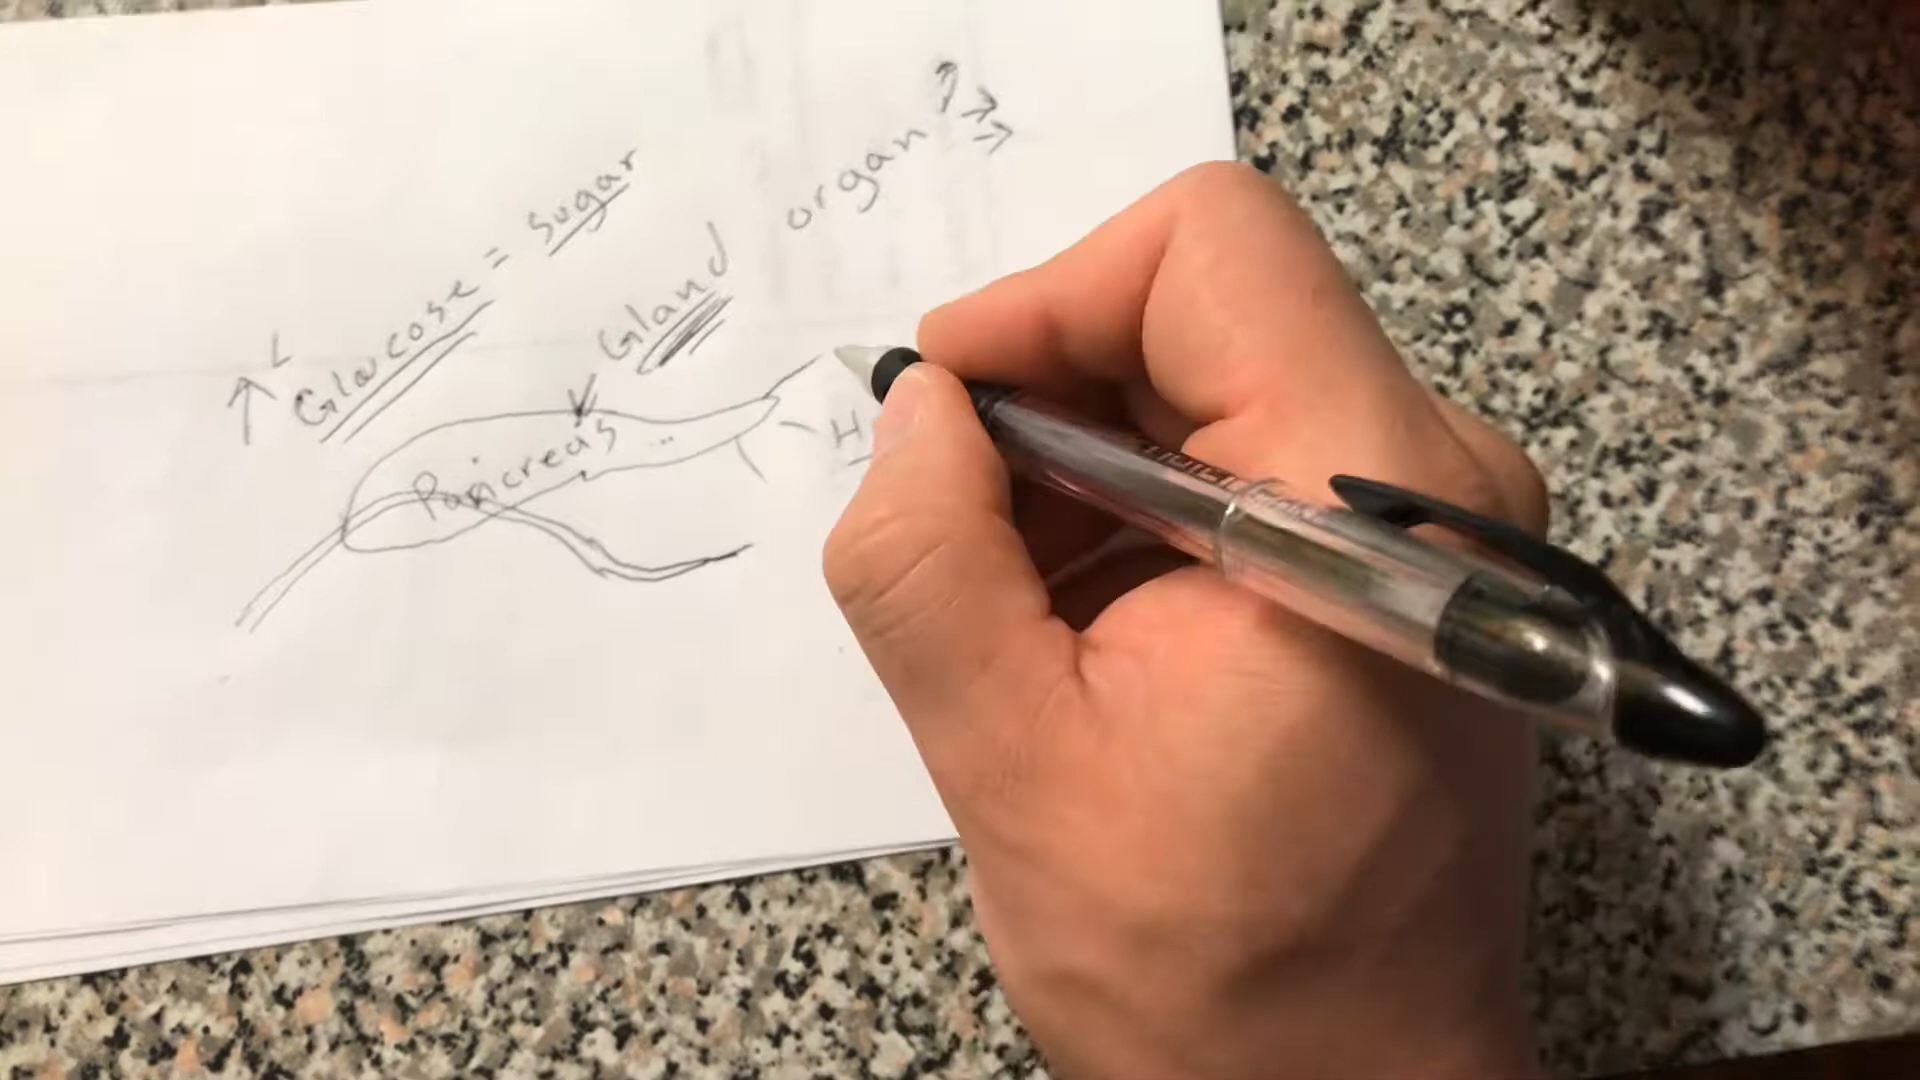 Glucose = sugar
Gland organ?
Pancreas ...
H